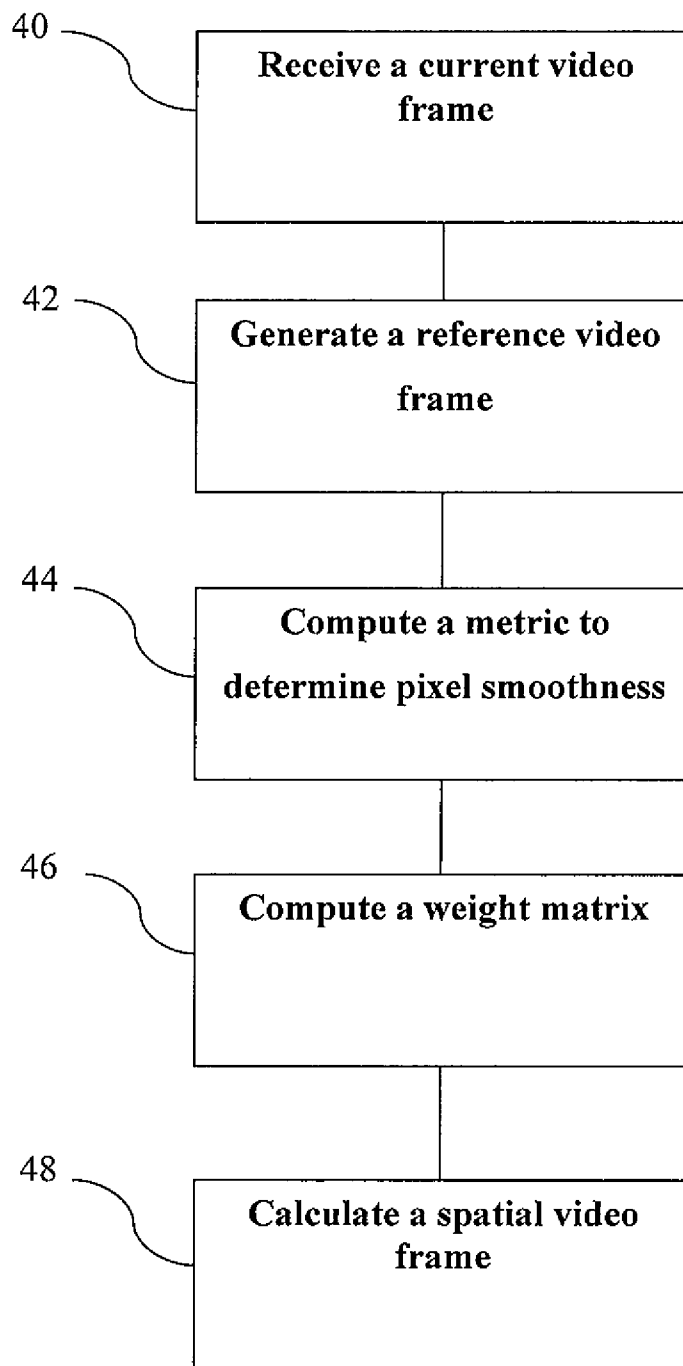 40
Receive a current video
frame
42
Generate a reference video
frame
44
Compute a metric to
determine pixel smoothness
46
Compute a weight matrix
48
Calculate a spatial video
frame